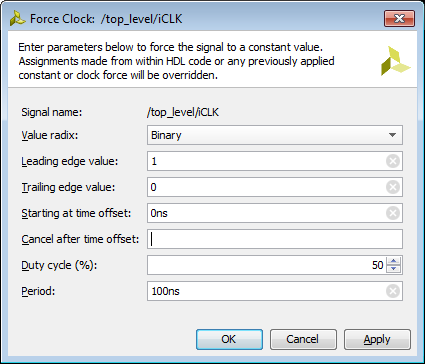 Force Clock: /top_level/iCLK
Enter parameters below to force the signal to a constant value.
Assignments made from within HDL code or any previously applied
constant or clock force will be overridden.
Signal name: /top_level/iCLK
Value radix: Binary
Leading edge value: 1
Trailing edge value: 0
Starting at time offset: 0ns
Cancel after time offset:
Duty cycle (%): 50
Period: 100ns
OK Cancel Apply